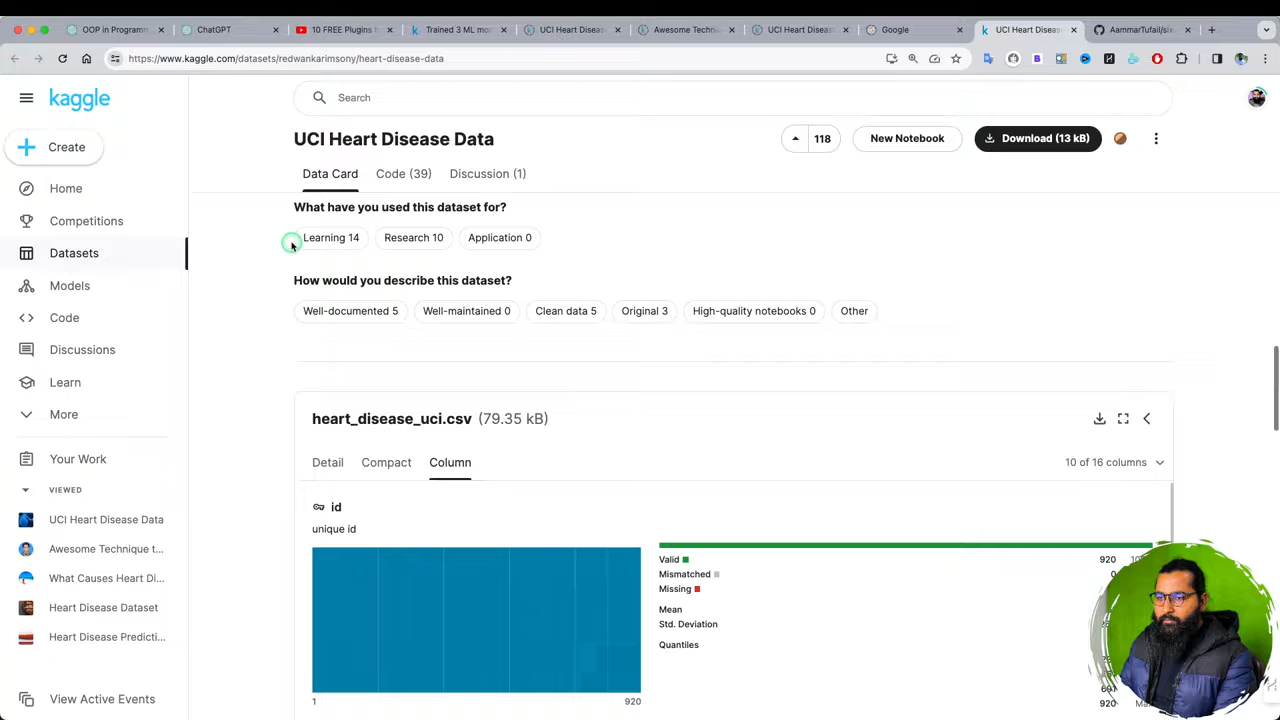 OOP in Programm
ChatGPT
10 FREE Plugins
Trained 3 ML mo
UCI Heart Diseas
Awesome Techni
UCI Heart Diseas
Google
UCI Heart Diseas
AammarTufail/si
https://www.kaggle.com/datasets/redwankarimsony/heart-disease-data
kaggle
Search
Create
UCI Heart Disease Data
118
New Notebook
Download (13 kB)
Data Card
Code (39)
Discussion (1)
Home
Competitions
Datasets
Models
Code
Discussions
Learn
More
Your Work
VIEWED
UCI Heart Disease Data
Awesome Technique t...
What Causes Heart Di...
Heart Disease Dataset
Heart Disease Predicti...
View Active Events
What have you used this dataset for?
Learning 14
Research 10
Application 0
How would you describe this dataset?
Well-documented 5
Well-maintained 0
Clean data 5
Original 3
High-quality notebooks 0
Other
heart_disease_uci.csv (79.35 kB)
Detail
Compact
Column
10 of 16 columns
id
unique id
1
920
Valid
920
Mismatched
0
Missing
Mean
Std. Deviation
Quantiles
920